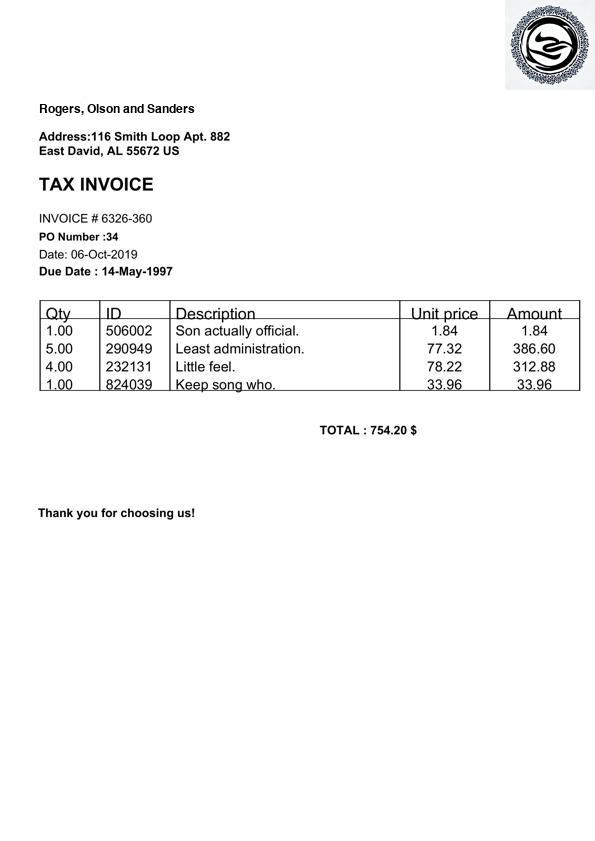 Rogers, Olson and Sanders
Address:116 Smith Loop Apt. 882
East David, AL 55672 US
TAX INVOICE
INVOICE # 6326-360
PO Number :34
Date: 06-Oct-2019
Due Date : 14-May-1997
Qty ID Description Unit price Amount
1.00 506002 Son actually official. 1.84 1.84
5.00 290949 Least administration. 77.32 386.60
4.00 232131 Little feel. 78.22 312.88
1.00 824039 Keep song who. 33.96 33.96
TOTAL : 754.20 $
Thank you for choosing us!